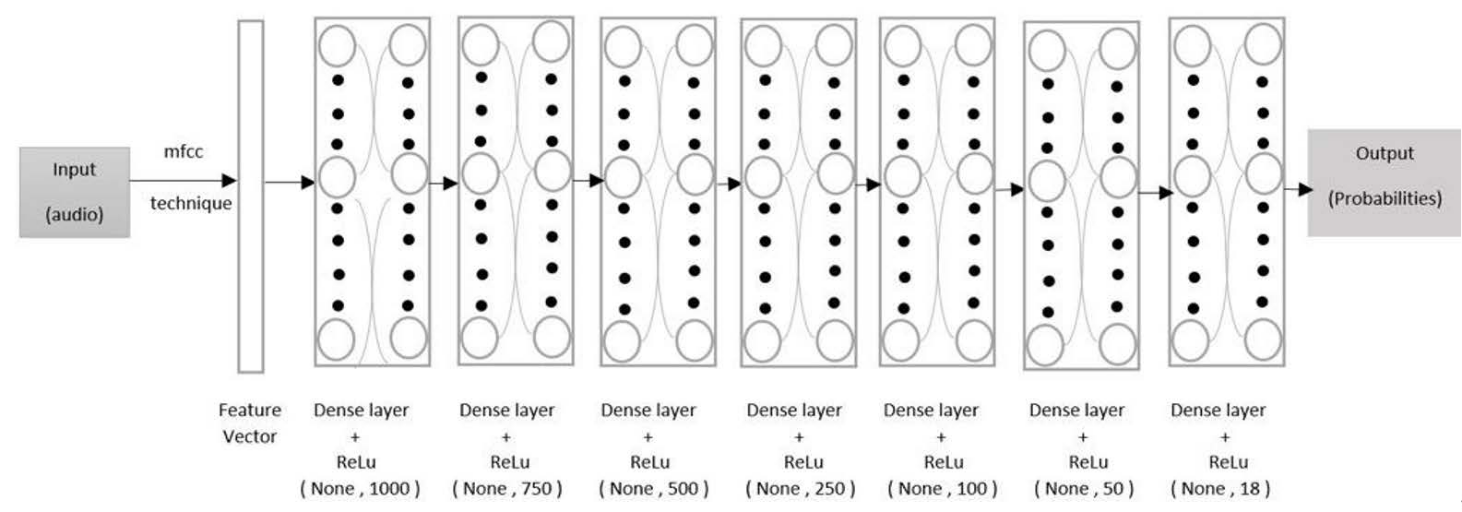 Input
(audio)
mfcc
technique
Output
(Probabilities)
Feature
Vector
Dense layer
+
ReLu
( None , 1000 )
Dense layer
+
ReLu
( None , 750 )
Dense layer
+
ReLu
( None , 500 )
Dense layer
+
ReLu
( None , 250 )
Dense layer
+
ReLu
( None , 100 )
Dense layer
+
ReLu
( None , 50 )
Dense layer
+
ReLu
( None , 18 )